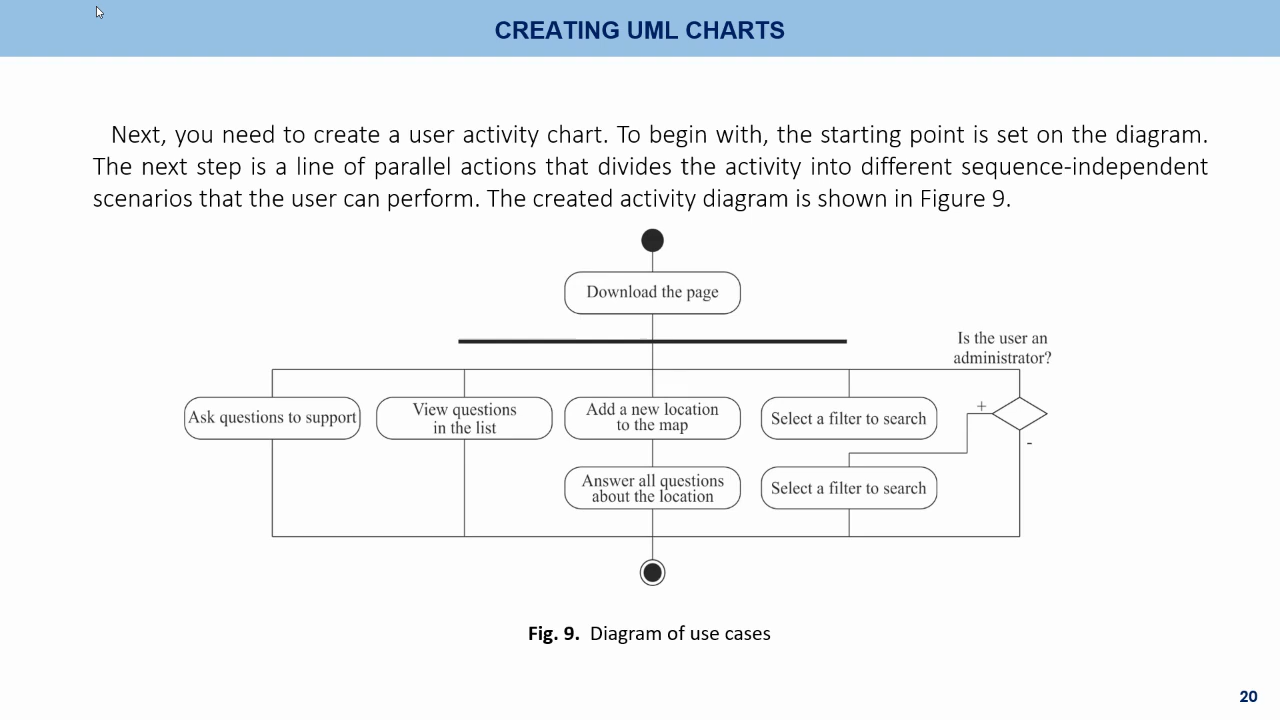 CREATING UML CHARTS
Next, you need to create a user activity chart. To begin with, the starting point is set on the diagram.
The next step is a line of parallel actions that divides the activity into different sequence-independent
scenarios that the user can perform. The created activity diagram is shown in Figure 9.
Download the page
Is the user an
administrator?
Ask questions to support
View questions
in the list
Add a new location
to the map
Select a filter to search
+
-
Answer all questions
about the location
Select a filter to search
Fig. 9. Diagram of use cases
20